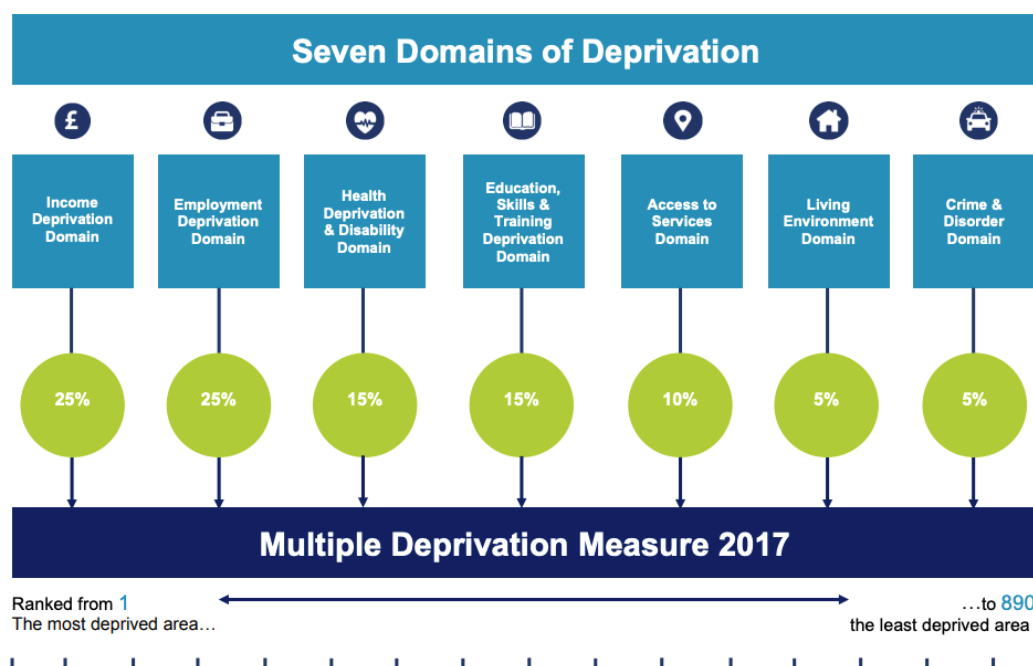 Seven Domains of Deprivation
£
Income
Deprivation
Domain
Employment
Deprivation
Domain
Health
Deprivation
& Disability
Domain
Education,
Skills &
Training
Deprivation
Domain
Access to
Services
Domain
Living
Environment
Domain
Crime &
Disorder
Domain
25%
25%
15%
15%
10%
5%
5%
Multiple Deprivation Measure 2017
Ranked from 1
The most deprived area…
…to 890
the least deprived area